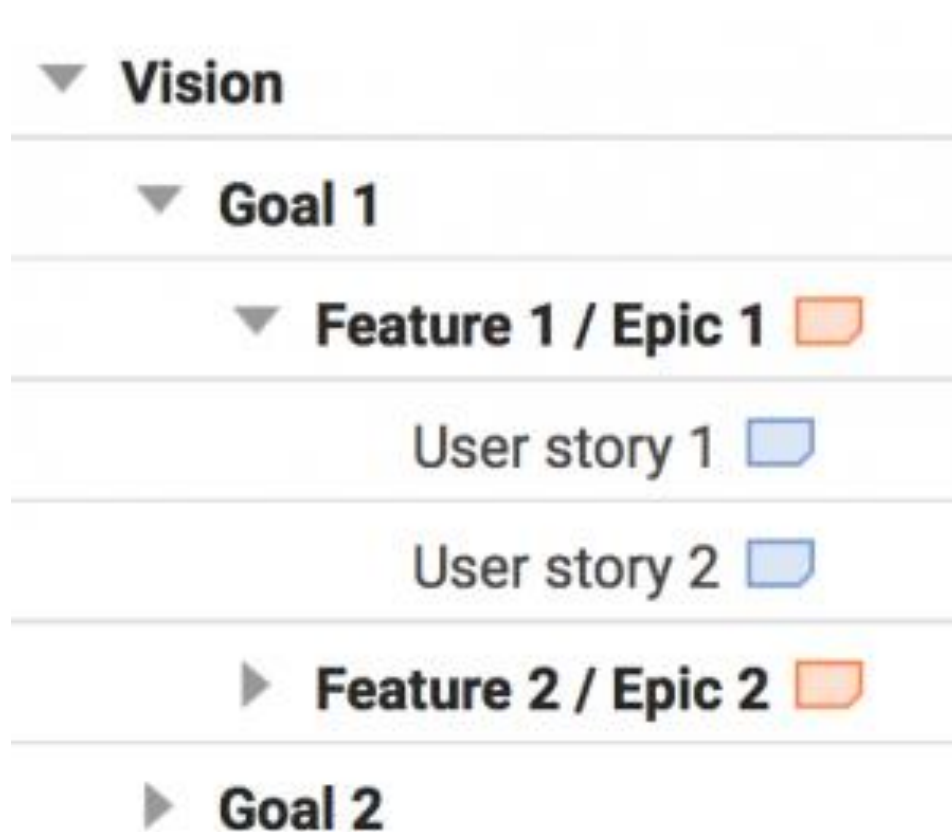 Vision
Goal 1
Feature 1 / Epic 1
User story 1
User story 2
Feature 2 / Epic 2
Goal 2